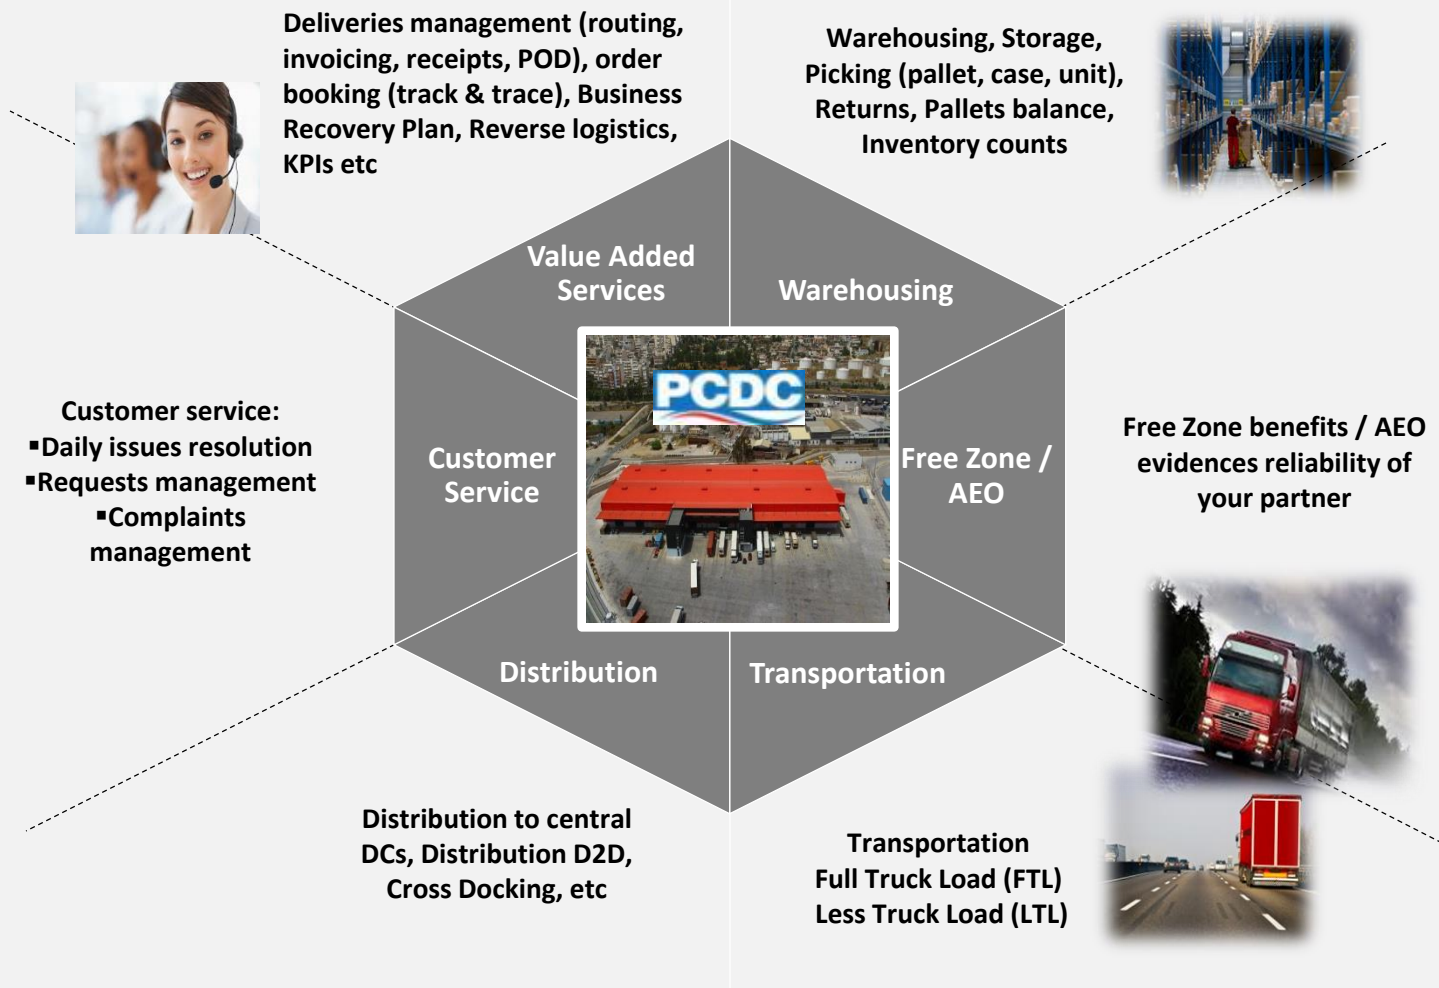 Deliveries management (routing,
invoicing, receipts, POD), order
booking (track & trace), Business
Recovery Plan, Reverse logistics,
KPIs etc
Warehousing, Storage,
Picking (pallet, case, unit),
Returns, Pallets balance,
Inventory counts
Value Added
Services
Warehousing
PCDC
Customer service:
▪Daily issues resolution
▪Requests management
▪Complaints
management
Customer
Service
Free Zone /
AEO
Free Zone benefits / AEO
evidences reliability of
your partner
Distribution
Transportation
Distribution to central
DCs, Distribution D2D,
Cross Docking, etc
Transportation
Full Truck Load (FTL)
Less Truck Load (LTL)